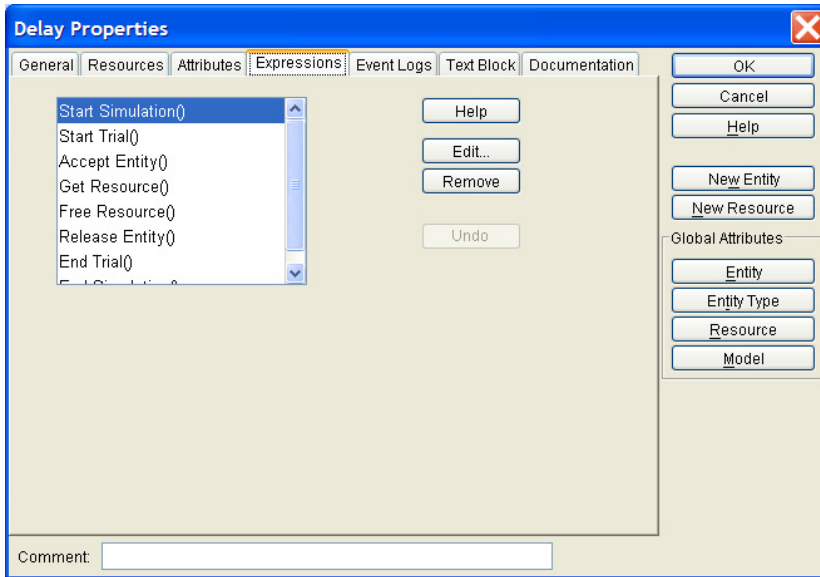 Delay Properties
General Resources Attributes Expressions Event Logs Text Block Documentation
Start Simulation()
Start Trial()
Accept Entity()
Get Resource()
Free Resource()
Release Entity()
End Trial()
Help
Edit...
Remove
Undo
OK
Cancel
Help
New Entity
New Resource
Global Attributes
Entity
Entity Type
Resource
Model
Comment: